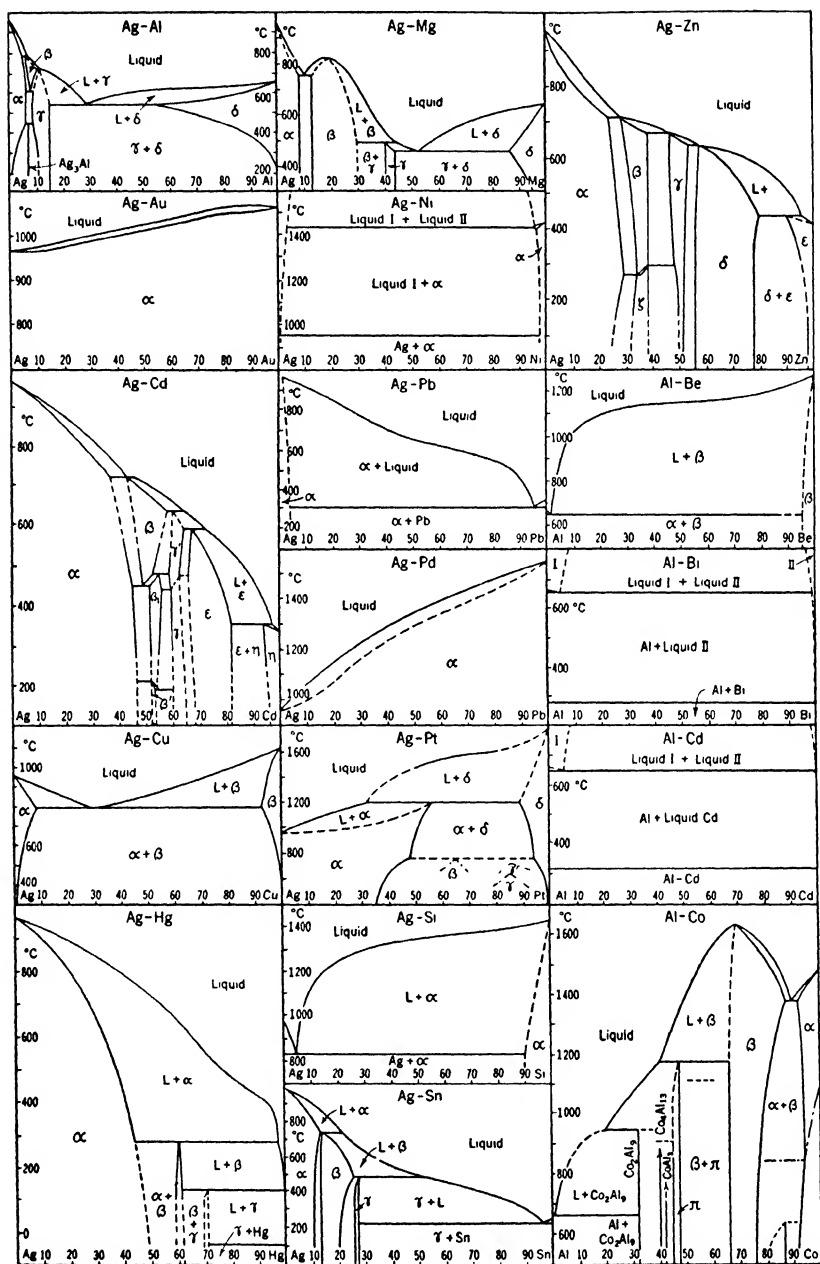 Ag-Al
°C
800
600
400
200
β
Liquid
L+γ
α
γ
L+δ
δ
γ+δ
Ag₃Al
Ag 10 20 30 40 50 60 70 80 90 Al
Ag-Mg
°C
800
600
400
Liquid
L
+
β
α
β
L+δ
β+
γ
γ
γ+δ
δ
Ag 10 20 30 40 50 60 70 80 90 Mg
Ag-Zn
°C
800
600
400
200
Liquid
α
β
γ
L+
ε
δ
δ+ε
ζ
Ag 10 20 30 40 50 60 70 80 90 Zn
Ag-Au
°C
1000
900
800
Liquid
α
Ag 10 20 30 40 50 60 70 80 90 Au
Ag-Ni
°C
Liquid I + Liquid II
1400
α
Liquid I + α
1200
1000
Ag + α
Ag 10 20 30 40 50 60 70 80 90 Ni
Ag-Cd
°C
800
600
400
200
Liquid
β
γ
α
L+
ε
β₁
γ
ε
ε+η
η
β
Ag 10 20 30 40 50 60 70 80 90 Cd
Ag-Pb
°C
800
600
400
200
Liquid
α + Liquid
α
α + Pb
Ag 10 20 30 40 50 60 70 80 90 Pb
Al-Be
°C
1200
1000
800
600
Liquid
L + β
β
α + β
Al 10 20 30 40 50 60 70 80 90 Be
Ag-Pd
°C
1400
1200
1000
Liquid
α
Ag 10 20 30 40 50 60 70 80 90 Pb
Al-Bi
I
II
Liquid I + Liquid II
600 °C
Al + Liquid II
400
Al + Bi
Al 10 20 30 40 50 60 70 80 90 Bi
Ag-Cu
°C
1000
600
400
Liquid
L+β
β
α
α + β
Ag 10 20 30 40 50 60 70 80 90 Cu
Ag-Pt
°C
1600
1200
800
Liquid
L + δ
δ
L+α
α + δ
α
β
γ
Ag 10 20 30 40 50 60 70 80 90 Pt
Al-Cd
I
°C
Liquid I + Liquid II
600
Al + Liquid Cd
400
Al-Cd
Al 10 20 30 40 50 60 70 80 90 Cd
Ag-Hg
°C
800
600
400
200
0
Liquid
L + α
α
L + β
α+
β
β
+
γ
L + γ
γ + Hg
Ag 10 20 30 40 50 60 70 80 90 Hg
Ag-Si
°C
1400
1200
1000
800
Liquid
L + α
α
Ag + α
Ag 10 20 30 40 50 60 70 80 90 Si
Ag-Sn
°C
800
600
400
200
L + α
L + β
Liquid
α
β
γ
γ + L
γ + Sn
Ag 10 20 30 40 50 60 70 80 90 Sn
Al-Co
°C
1600
1400
1200
1000
800
600
Liquid
L + β
β
α
α + β
Co₄Al₁₃
Co₂Al₉
β + π
L + Co₂Al₉
π
Al +
Co₂Al₉
Al 10 20 30 40 50 60 70 80 90 Co